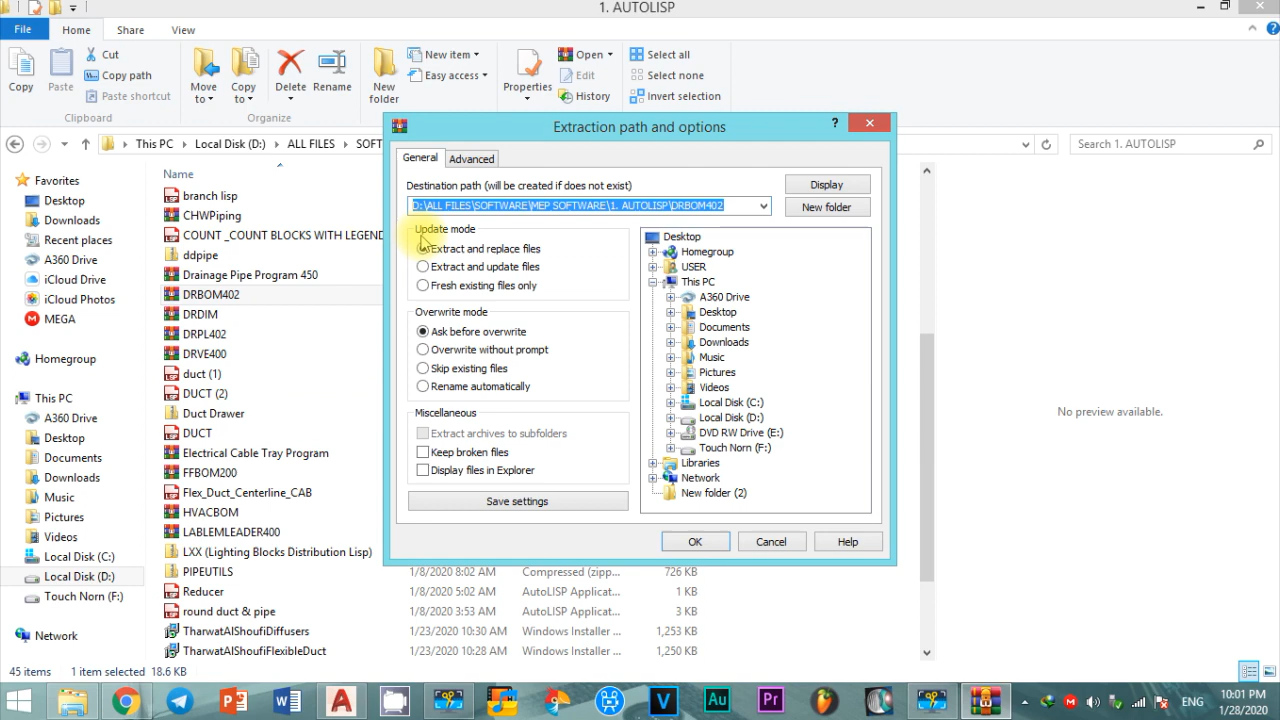 1. AUTOLISP
File
Home
Share
View
Copy
Paste
Cut
Copy path
Paste shortcut
Clipboard
Move to
Copy to
Delete
Rename
Organize
New folder
New item
Easy access
Properties
Open
Edit
History
Select all
Select none
Invert selection
This PC
Local Disk (D:)
ALL FILES
Search 1. AUTOLISP
Favorites
Desktop
Downloads
Recent places
A360 Drive
iCloud Drive
iCloud Photos
MEGA
Homegroup
This PC
A360 Drive
Desktop
Documents
Downloads
Music
Pictures
Videos
Local Disk (C:)
Local Disk (D:)
Touch Norn (F:)
Network
Name
branch lisp
CHWPiping
COUNT _COUNT BLOCKS WITH LEGEND
ddpipe
Drainage Pipe Program 450
DRBOM402
DRDIM
DRPL402
DRVE400
duct (1)
DUCT (2)
Duct Drawer
DUCT
Electrical Cable Tray Program
FFBOM200
Flex_Duct_Centerline_CAB
HVACBOM
LABLEMLEADER400
LXX (Lighting Blocks Distribution Lisp)
PIPEUTILS 1/8/2020 8:02 AM Compressed (zipp... 726 KB
Reducer 1/8/2020 5:02 AM AutoLISP Applicat... 1 KB
round duct & pipe 1/8/2020 3:53 AM AutoLISP Applicat... 3 KB
TharwatAlShoufiDiffusers 1/23/2020 10:30 AM Windows Installer ... 1,253 KB
TharwatAlShoufiFlexibleDuct 1/23/2020 10:28 AM Windows Installer ... 1,250 KB
Extraction path and options
?
General
Advanced
Destination path (will be created if does not exist)
D:\ALL FILES\SOFTWARE\MEP SOFTWARE\1. AUTOLISP\DRBOM402
Display
New folder
Update mode
Extract and replace files
Extract and update files
Fresh existing files only
Overwrite mode
Ask before overwrite
Overwrite without prompt
Skip existing files
Rename automatically
Miscellaneous
Extract archives to subfolders
Keep broken files
Display files in Explorer
Save settings
Desktop
Homegroup
USER
This PC
A360 Drive
Desktop
Documents
Downloads
Music
Pictures
Videos
Local Disk (C:)
Local Disk (D:)
DVD RW Drive (E:)
Touch Norn (F:)
Libraries
Network
New folder (2)
OK
Cancel
Help
No preview available.
45 items 1 item selected 18.6 KB
ENG
10:01 PM
1/28/2020